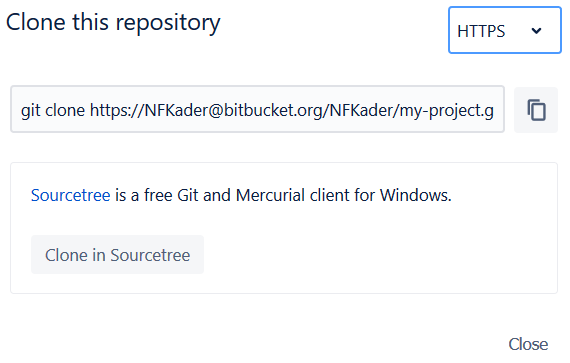 Clone this repository
HTTPS
git clone https://NFKader@bitbucket.org/NFKader/my-project.g
Sourcetree is a free Git and Mercurial client for Windows.
Clone in Sourcetree
Close